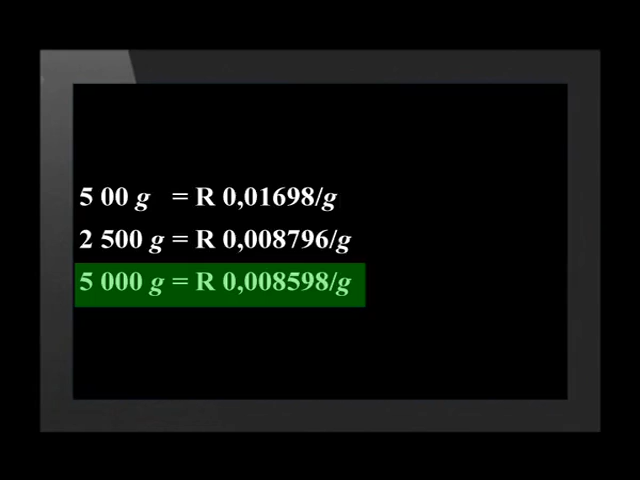 5 00 g = R 0,01698/g
2 500 g = R 0,008796/g
5 000 g = R 0,008598/g